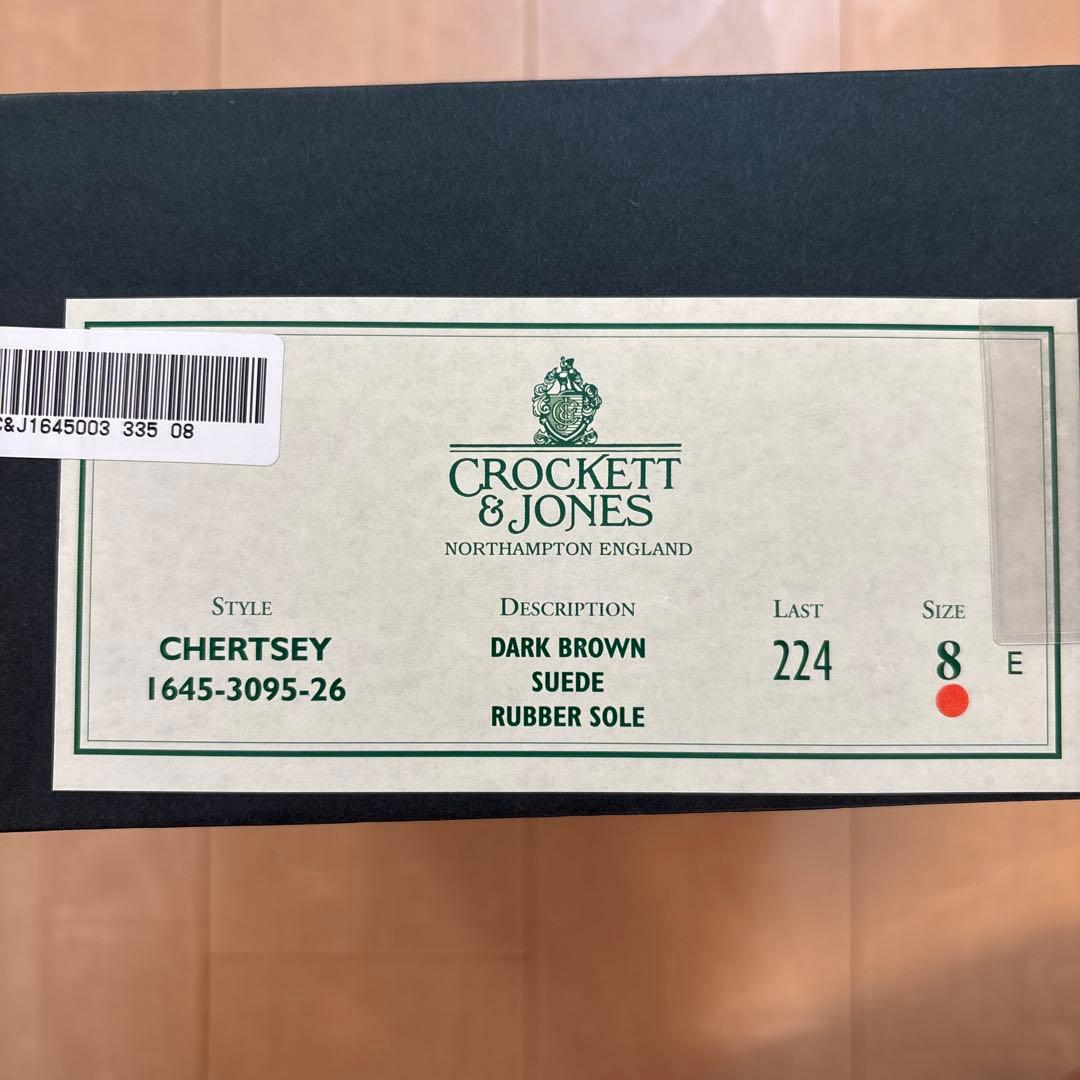 C&J1645003 335 08
CROCKETT
& JONES
NORTHAMPTON ENGLAND
STYLE
CHERTSEY
1645-3095-26
DESCRIPTION
DARK BROWN
SUEDE
RUBBER SOLE
LAST
224
SIZE
8 E